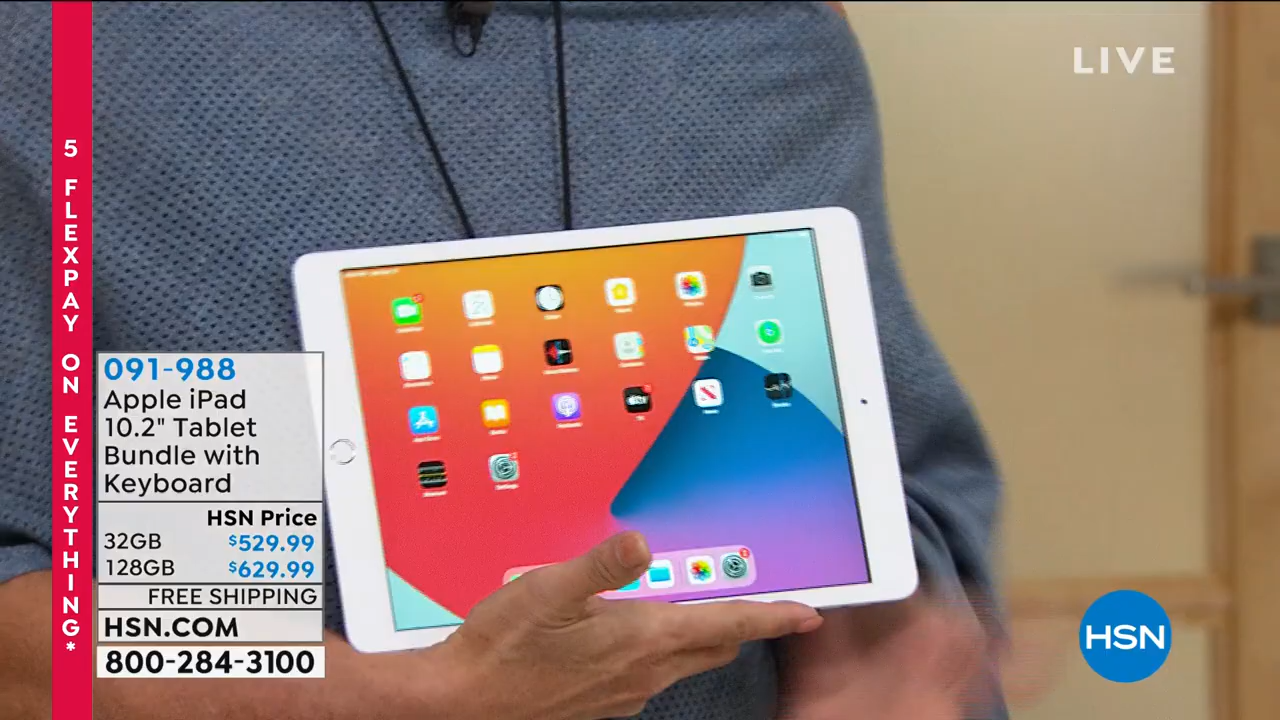 LIVE
5 FLEXPAY ON EVERYTHING*
091-988
Apple iPad
10.2" Tablet
Bundle with
Keyboard
HSN Price
32GB $529.99
128GB $629.99
FREE SHIPPING
HSN.COM
800-284-3100
HSN